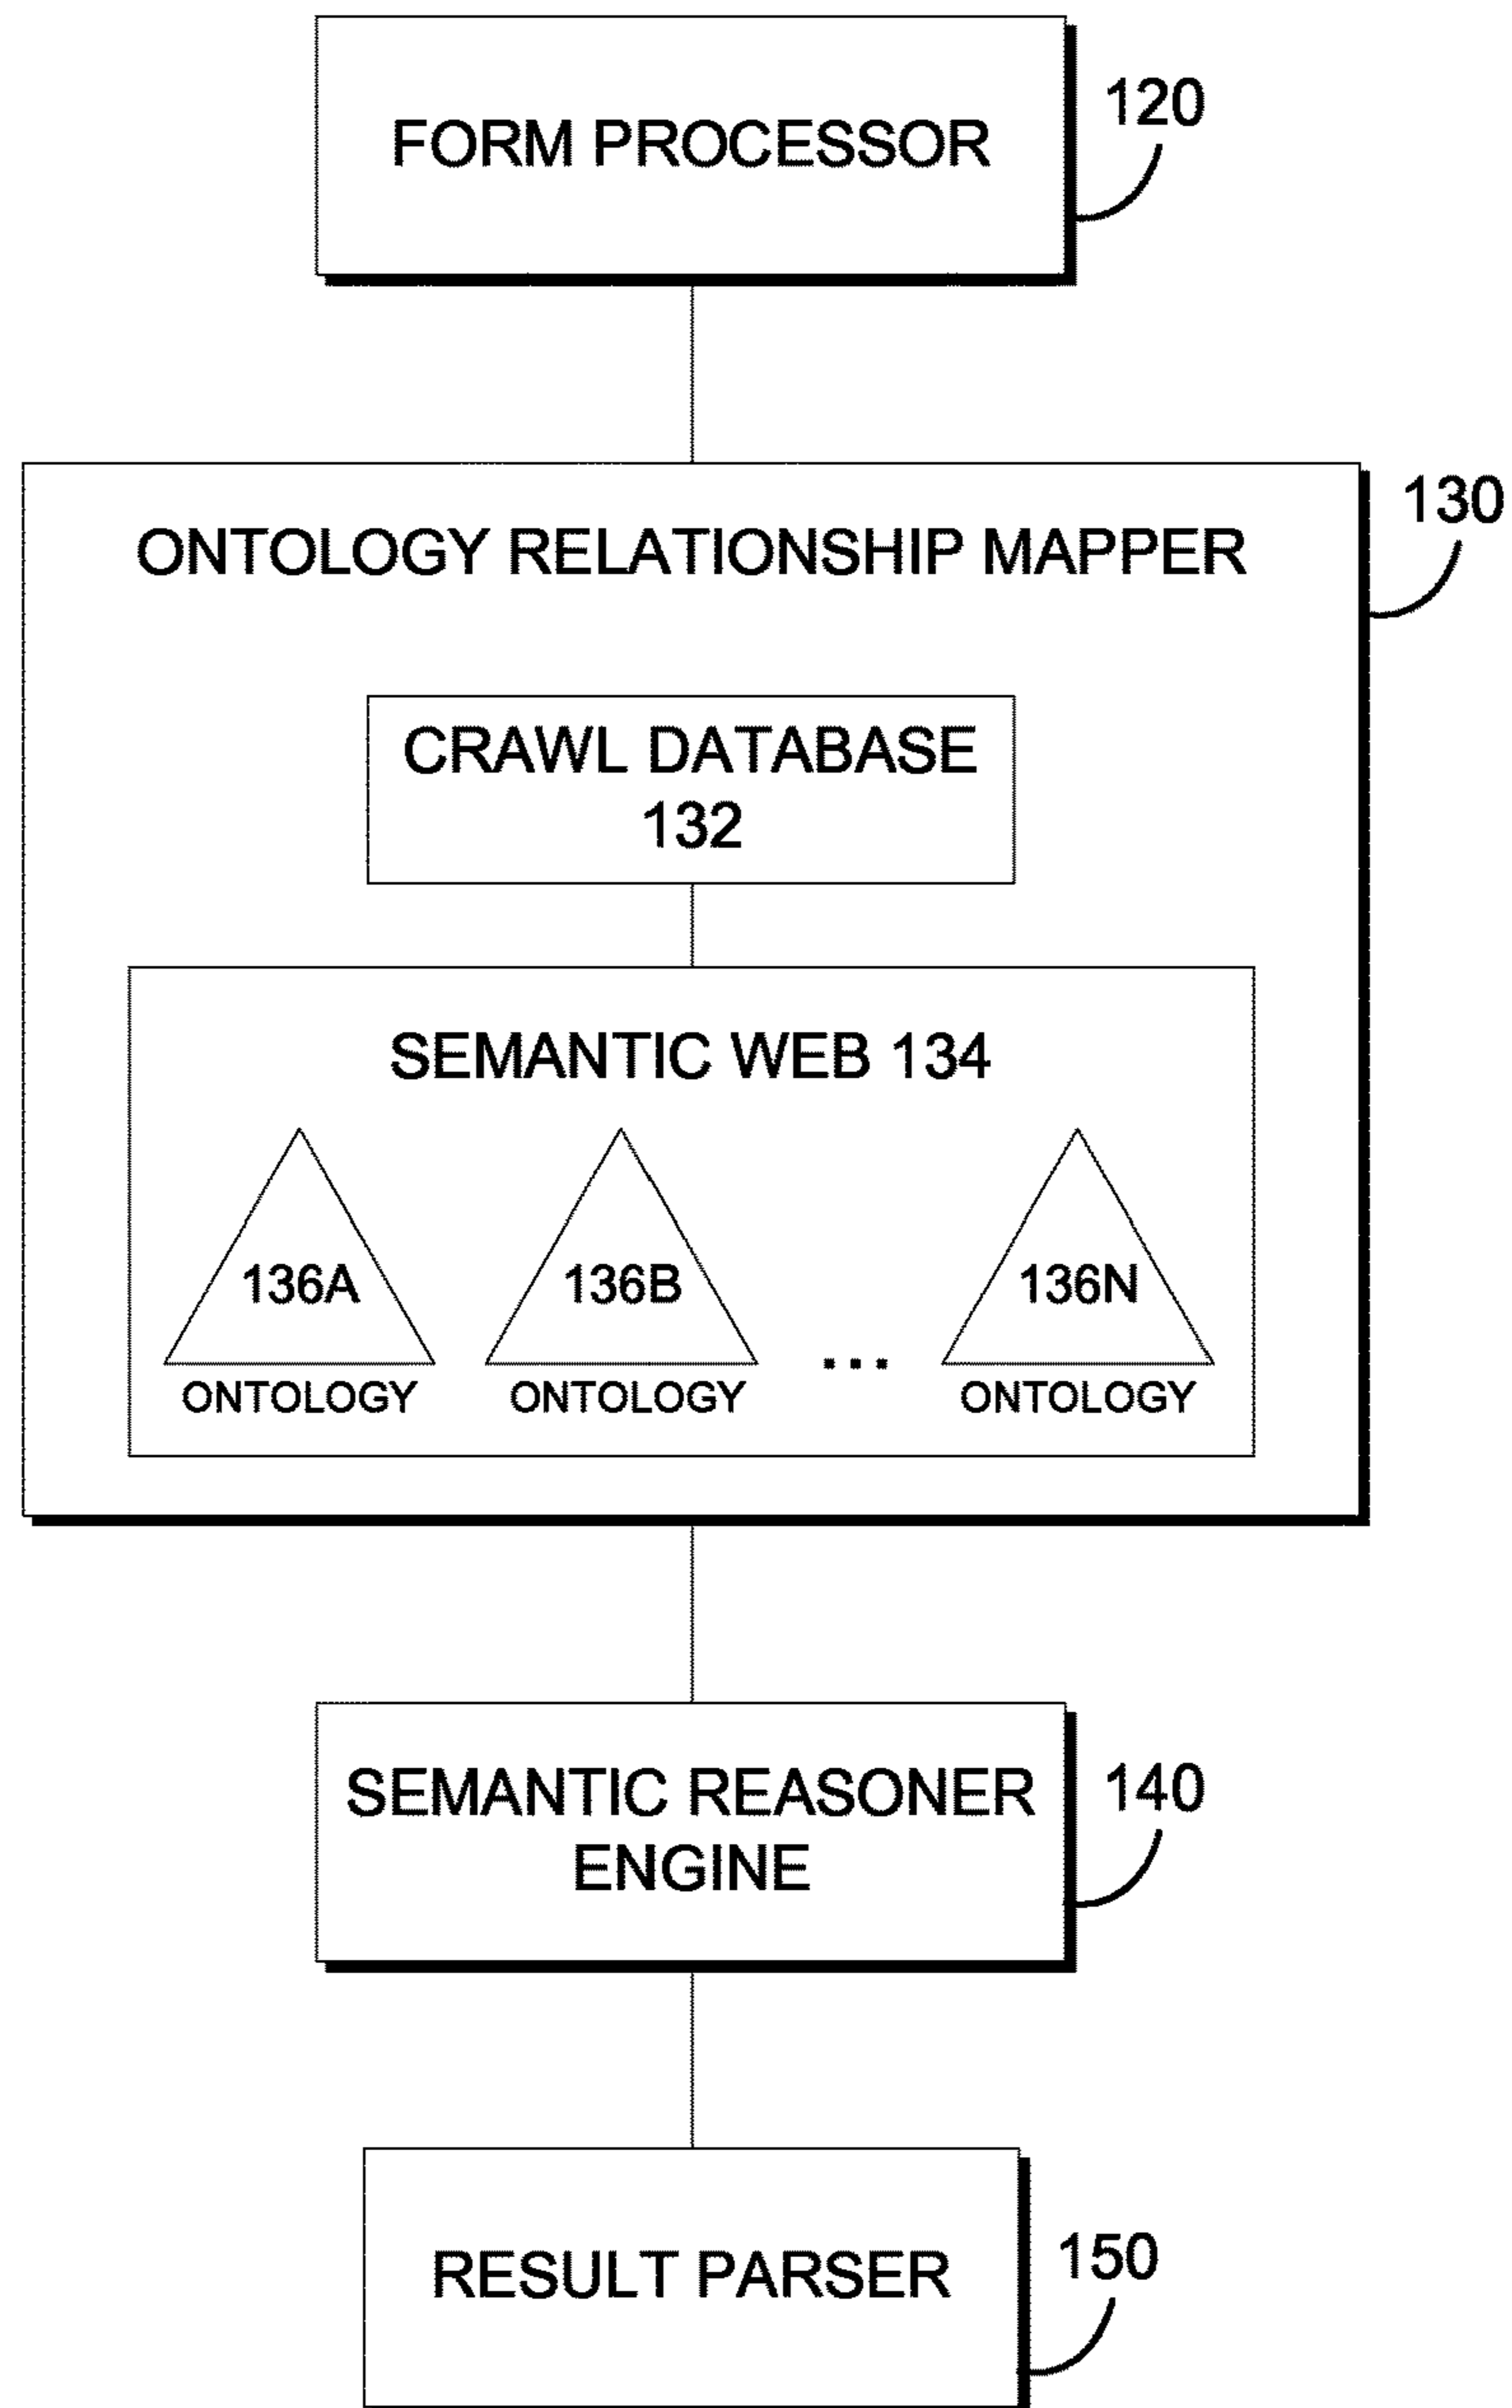 FORM PROCESSOR
120
130
ONTOLOGY RELATIONSHIP MAPPER
CRAWL DATABASE
132
SEMANTIC WEB 134
136A
136B
136N
...
ONTOLOGY
ONTOLOGY
ONTOLOGY
SEMANTIC REASONER
ENGINE
140
RESULT PARSER
150